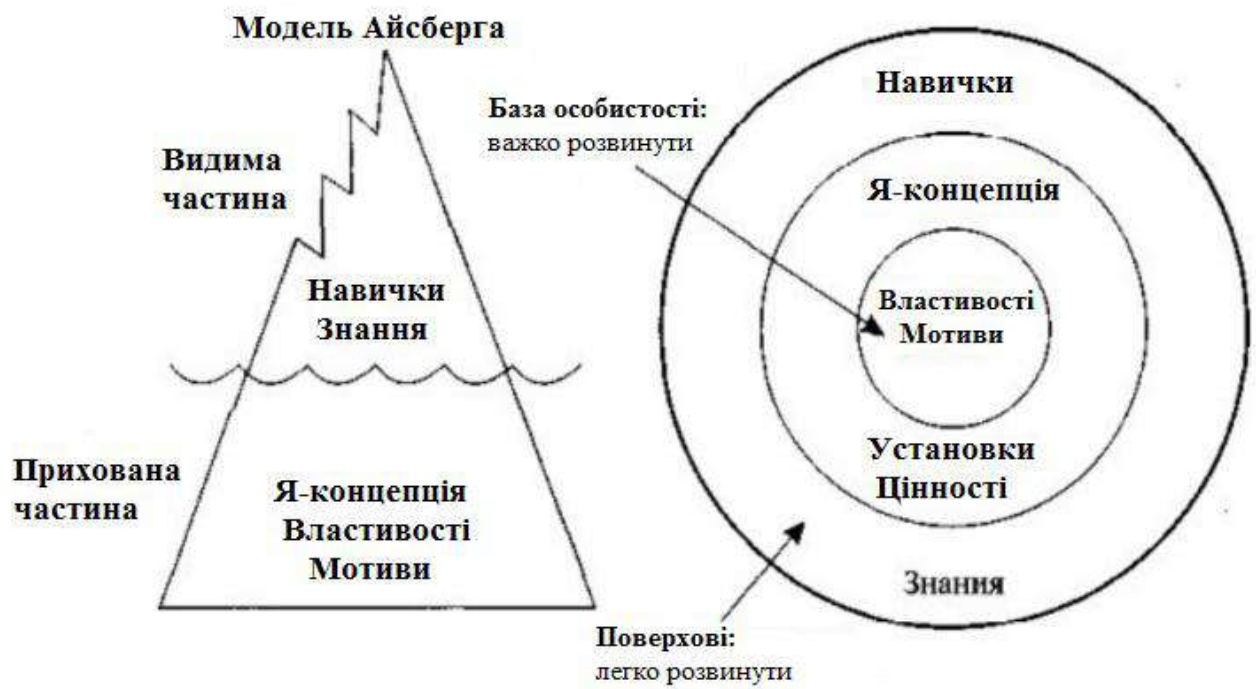 Модель Айсберга
Видима
частина
Навички
Знання
Прихована
частина
Я-концепція
Властивості
Мотиви
База особистості:
важко розвинути
Навички
Я-концепція
Властивості
Мотиви
Установки
Цінності
Знания
Поверхові:
легко розвинути